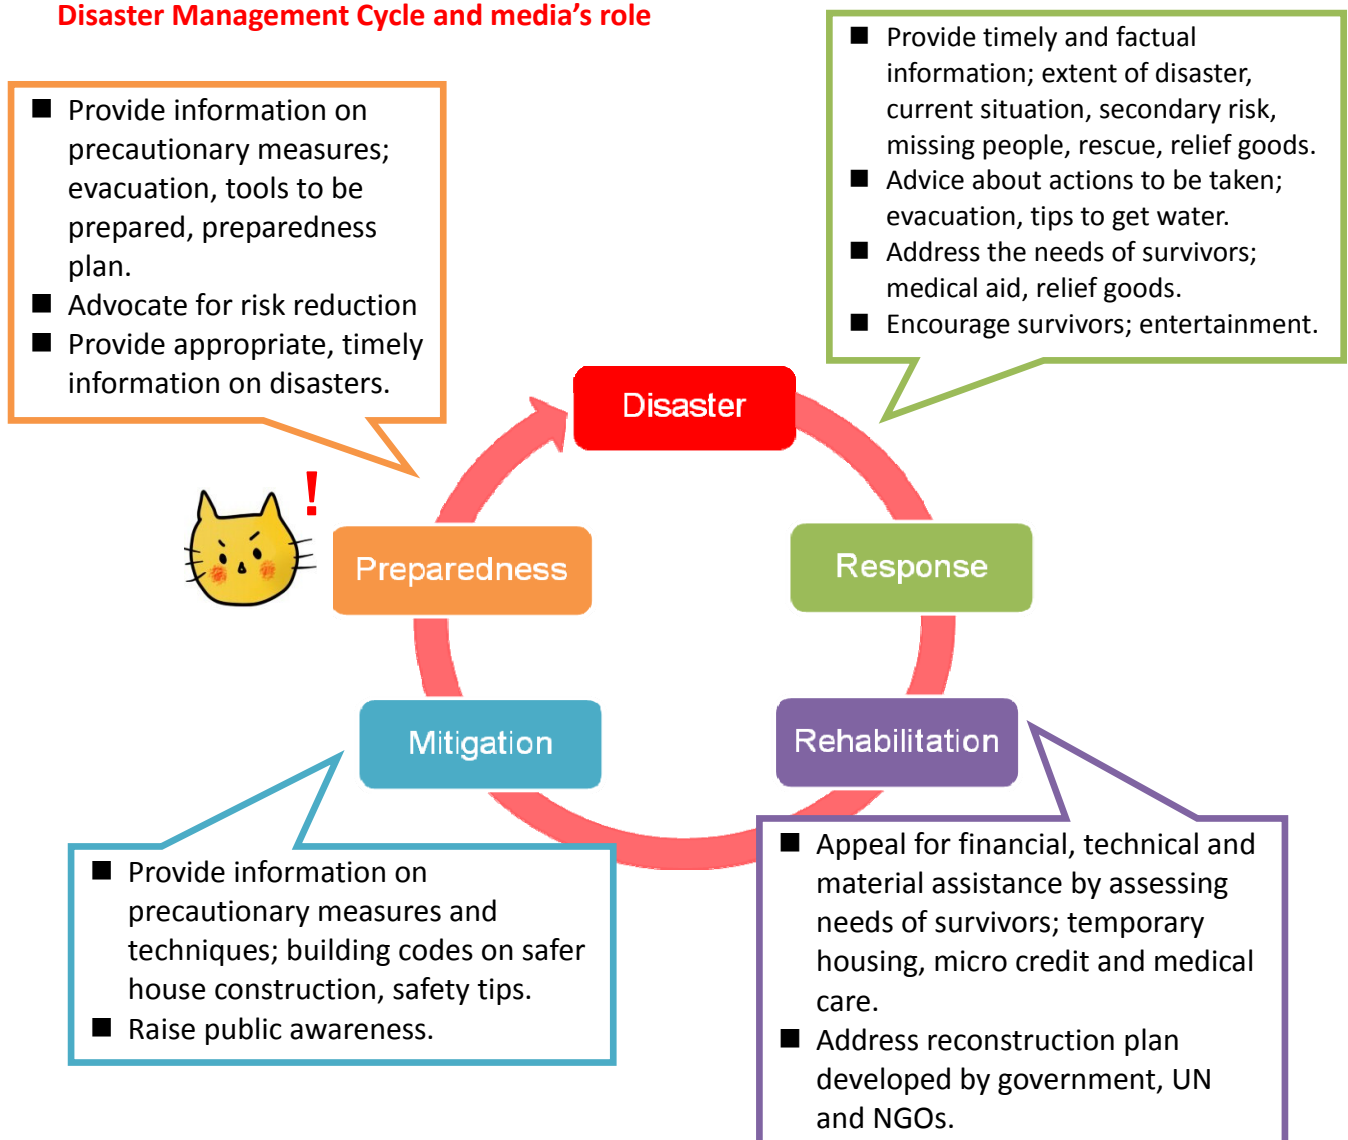 Disaster Management Cycle and media's role
■ Provide information on
precautionary measures;
evacuation, tools to be
prepared, preparedness
plan.
■ Advocate for risk reduction
■ Provide appropriate, timely
information on disasters.
■ Provide timely and factual
information; extent of disaster,
current situation, secondary risk,
missing people, rescue, relief goods.
■ Advice about actions to be taken;
evacuation, tips to get water.
■ Address the needs of survivors;
medical aid, relief goods.
■ Encourage survivors; entertainment.
Disaster
!
Preparedness
Response
Mitigation
Rehabilitation
■ Provide information on
precautionary measures and
techniques; building codes on safer
house construction, safety tips.
■ Raise public awareness.
■ Appeal for financial, technical and
material assistance by assessing
needs of survivors; temporary
housing, micro credit and medical
care.
■ Address reconstruction plan
developed by government, UN
and NGOs.